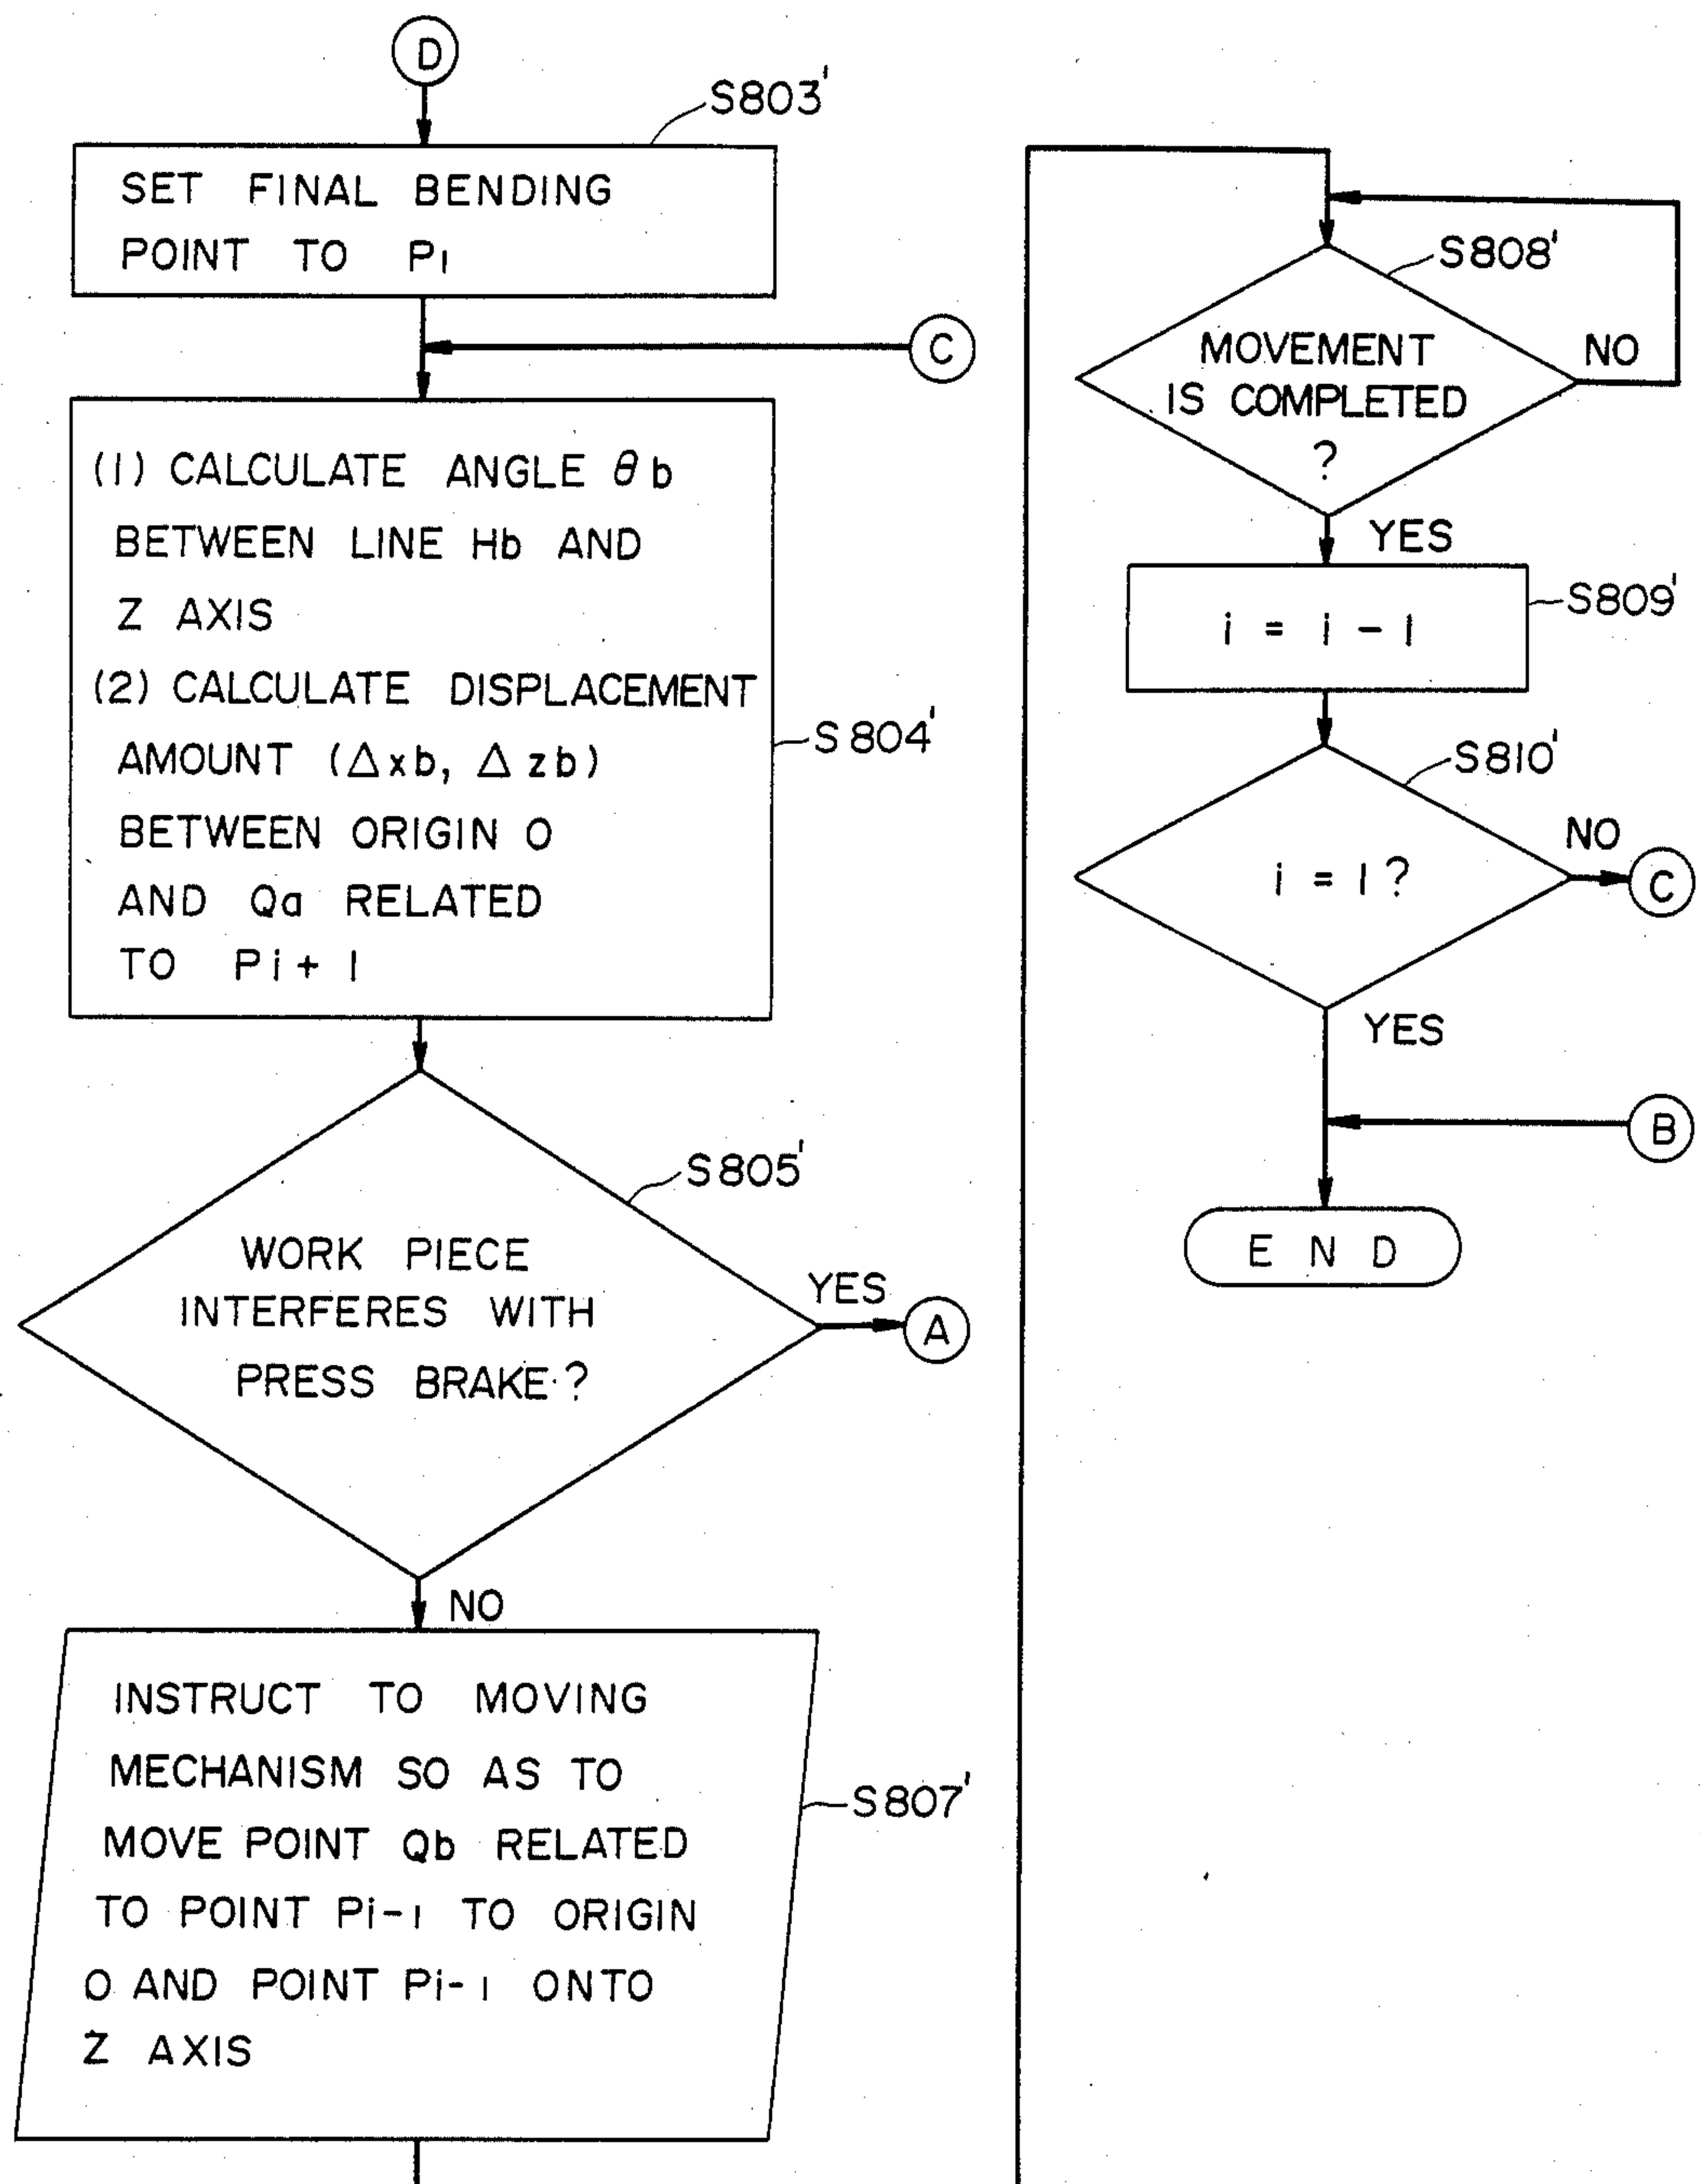 D
S803'
SET FINAL BENDING
POINT TO P1
C
(1) CALCULATE ANGLE θb
BETWEEN LINE Hb AND
Z AXIS
(2) CALCULATE DISPLACEMENT
AMOUNT (Δxb, Δzb)
BETWEEN ORIGIN O
AND Qa RELATED
TO Pi+1
S804'
S805'
WORK PIECE
INTERFERES WITH
PRESS BRAKE?
YES
A
NO
INSTRUCT TO MOVING
MECHANISM SO AS TO
MOVE POINT Qb RELATED
TO POINT Pi-1 TO ORIGIN
O AND POINT Pi-1 ONTO
Z AXIS
S807'
S808'
MOVEMENT
IS COMPLETED
?
NO
YES
S809'
i = i - 1
S810'
i = 1?
NO
C
YES
B
END